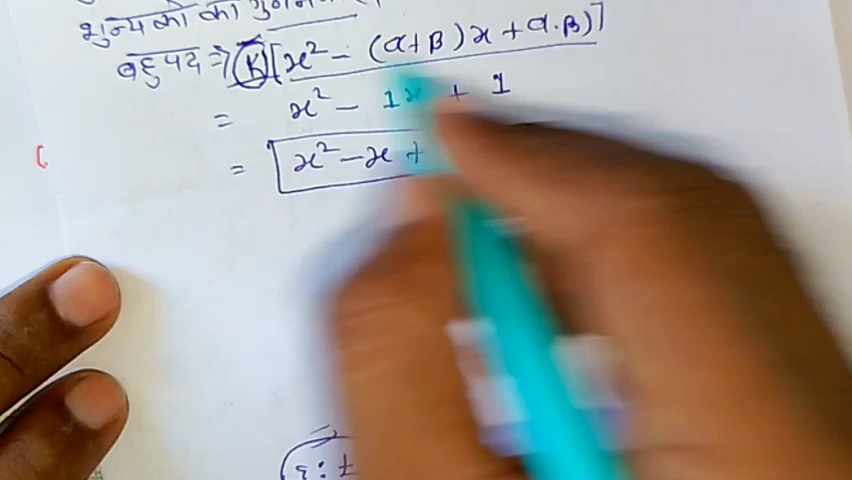 शून्यकों का गुणनफल
बहुपद ⇒ K[x² - (α+β)x + α.β)]
= x² - 1x + 1
= x² - x +